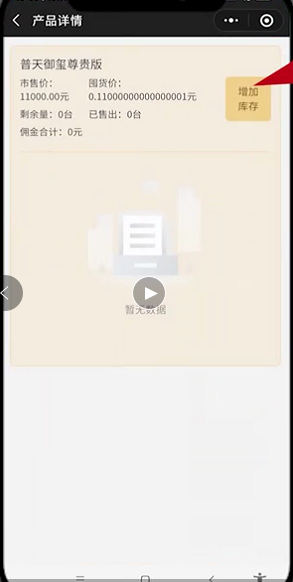 产品详情
普天御玺尊贵版
市售价： 囤货价：
11000.00元 0.11000000000000001元
剩余量：0台 已售出：0台
佣金合计：0元
增加
库存
暂无数据